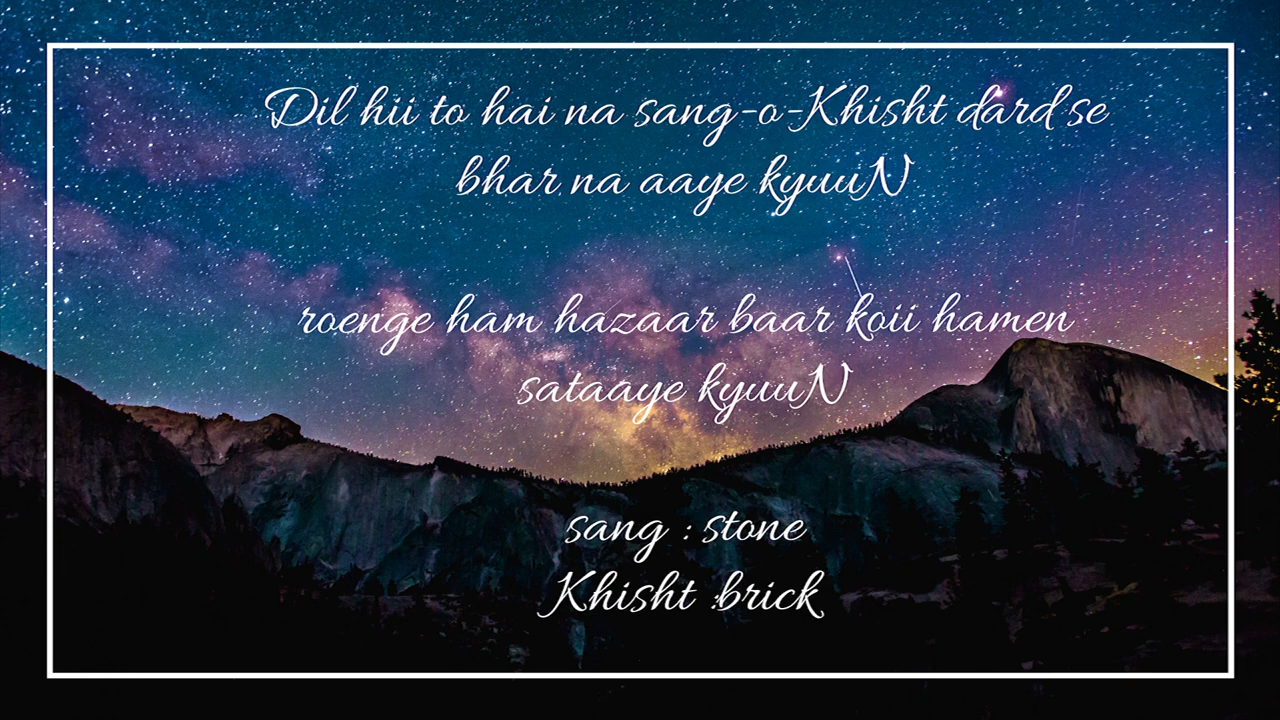 Dil hii to hai na sang-o-Khisht dard se
bhar na aaye kyuuN
roenge ham hazaar baar koii hamen
sataaye kyuuN
sang : stone
Khisht :brick